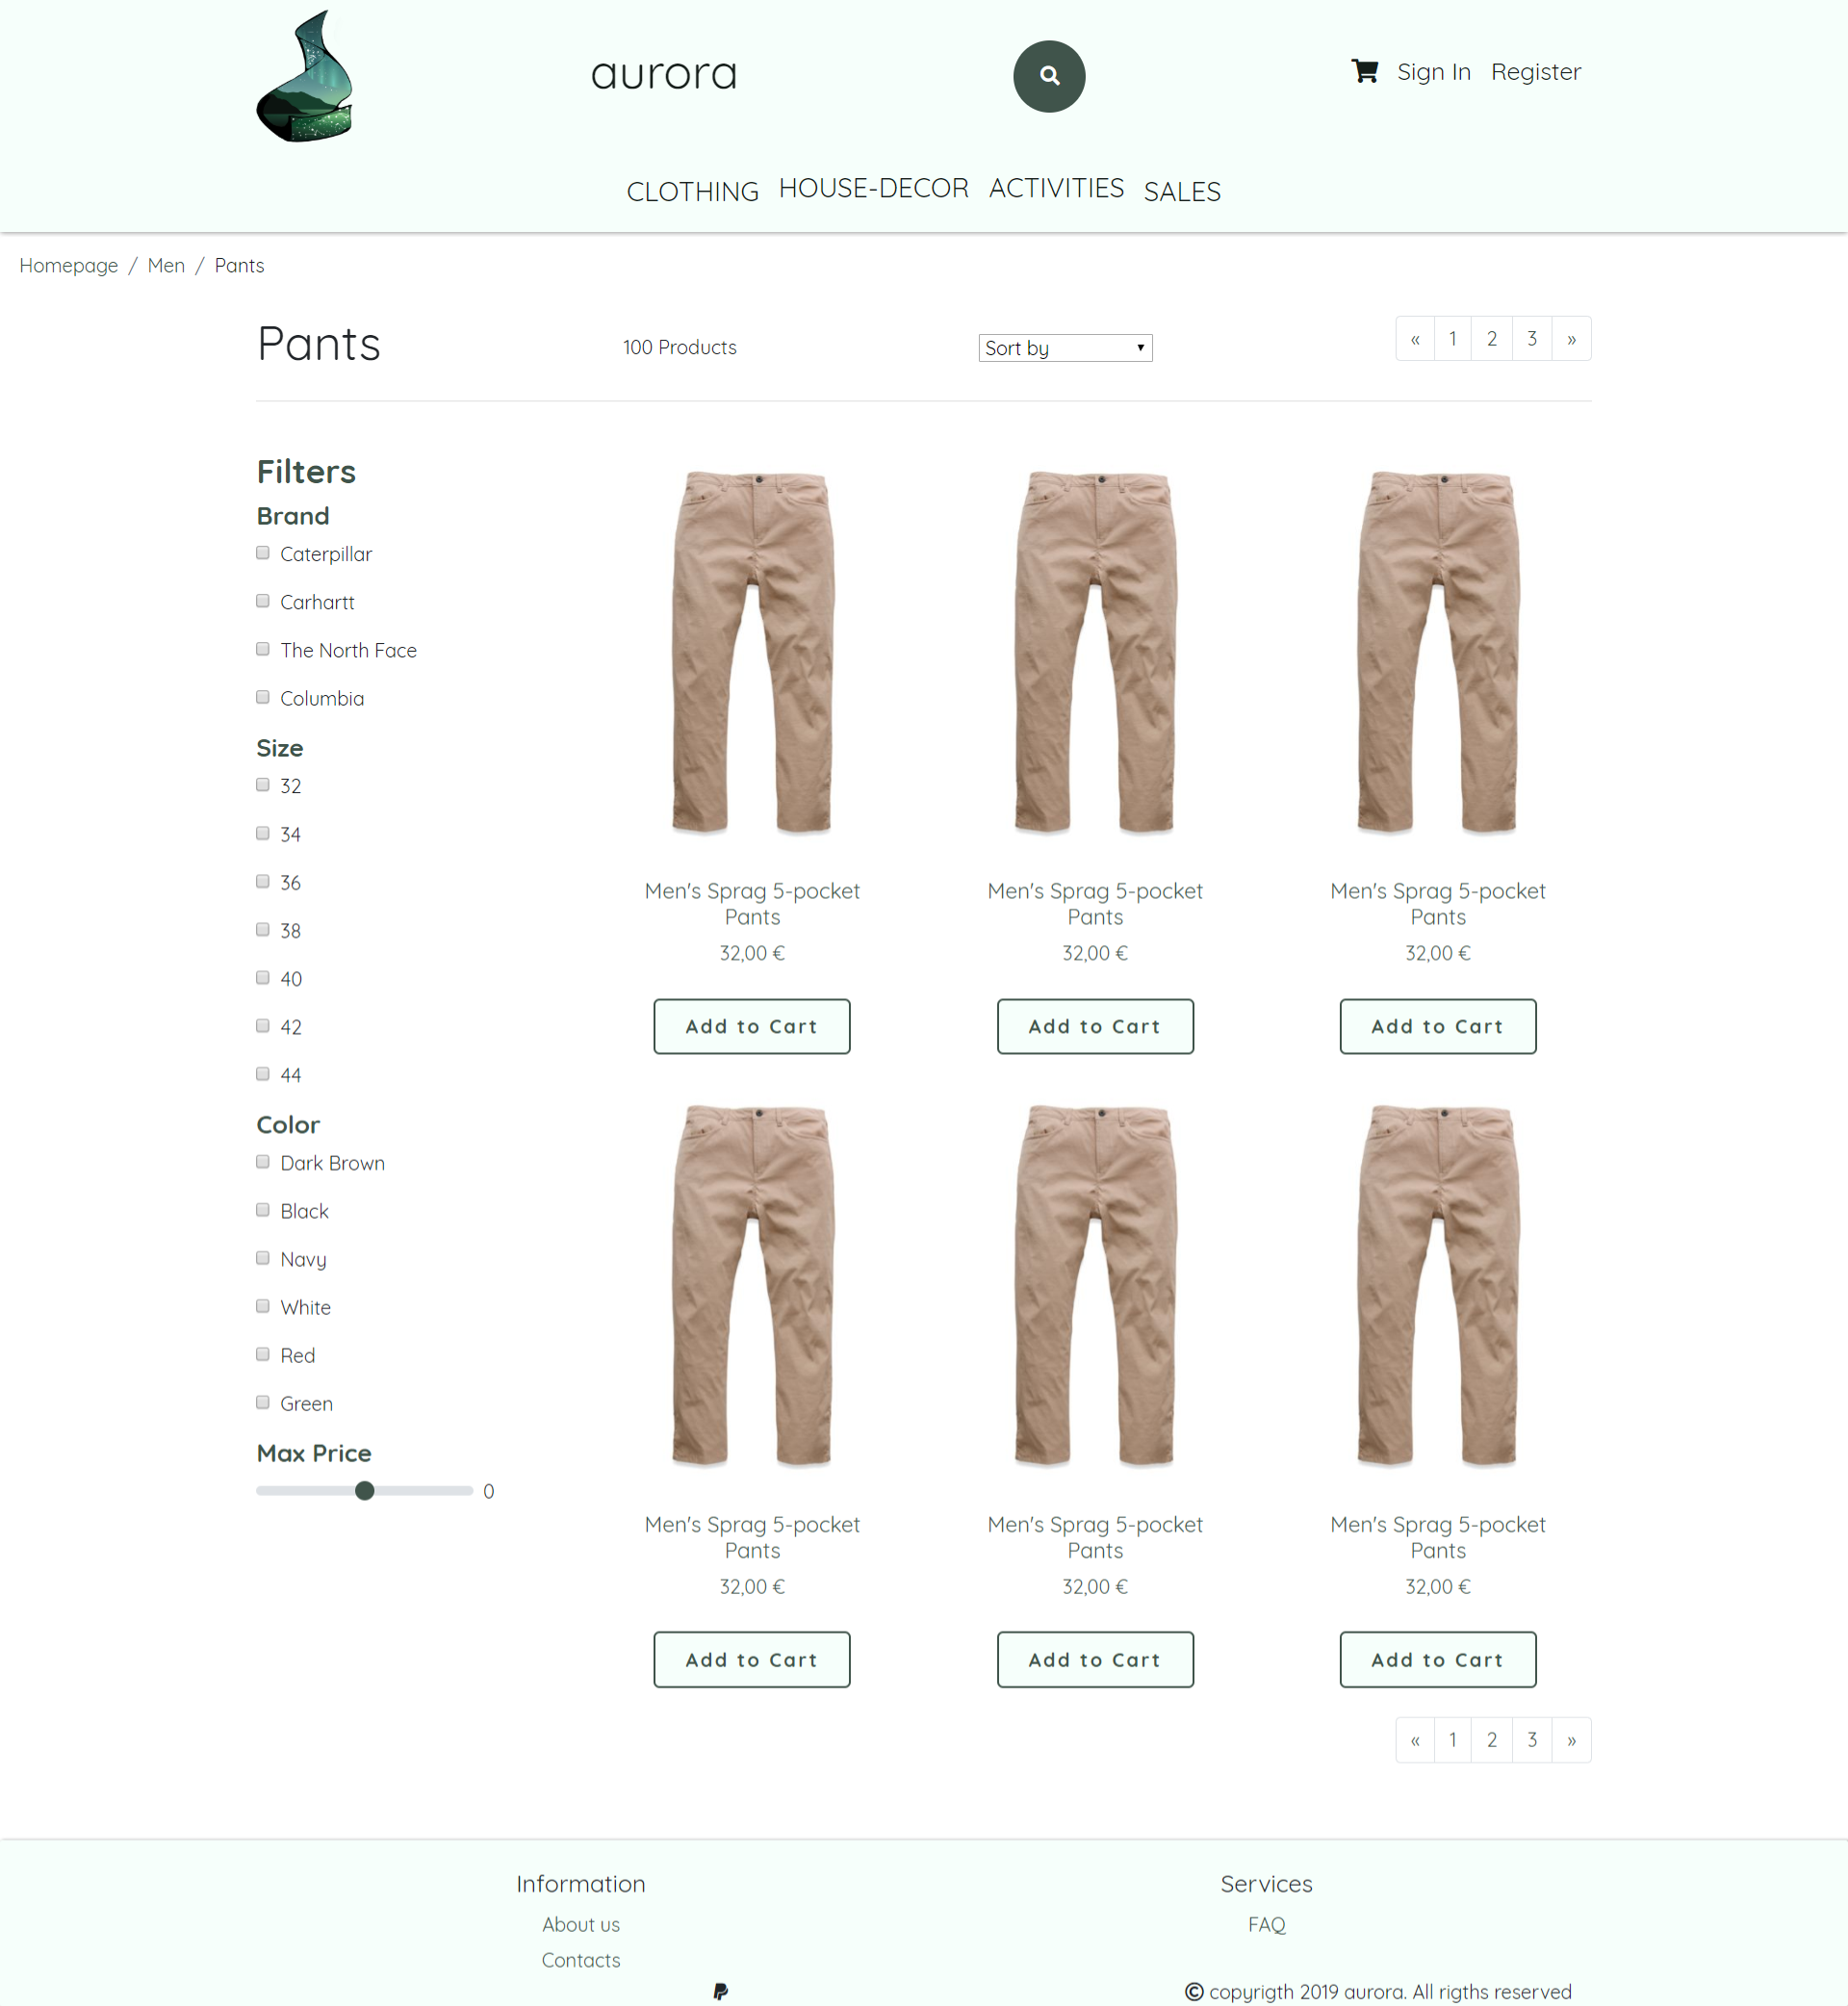 aurora
Sign In Register
CLOTHING HOUSE-DECOR ACTIVITIES SALES
Homepage / Men / Pants
Pants
100 Products
Sort by
« 1 2 3 »
Filters
Brand
Caterpillar
Carhartt
The North Face
Columbia
Size
32
34
36
38
40
42
44
Color
Dark Brown
Black
Navy
White
Red
Green
Max Price
0
Men's Sprag 5-pocket
Pants
32,00 €
Add to Cart
Men's Sprag 5-pocket
Pants
32,00 €
Add to Cart
Men's Sprag 5-pocket
Pants
32,00 €
Add to Cart
Men's Sprag 5-pocket
Pants
32,00 €
Add to Cart
Men's Sprag 5-pocket
Pants
32,00 €
Add to Cart
Men's Sprag 5-pocket
Pants
32,00 €
Add to Cart
« 1 2 3 »
Information
About us
Contacts
Services
FAQ
© copyrigth 2019 aurora. All rigths reserved